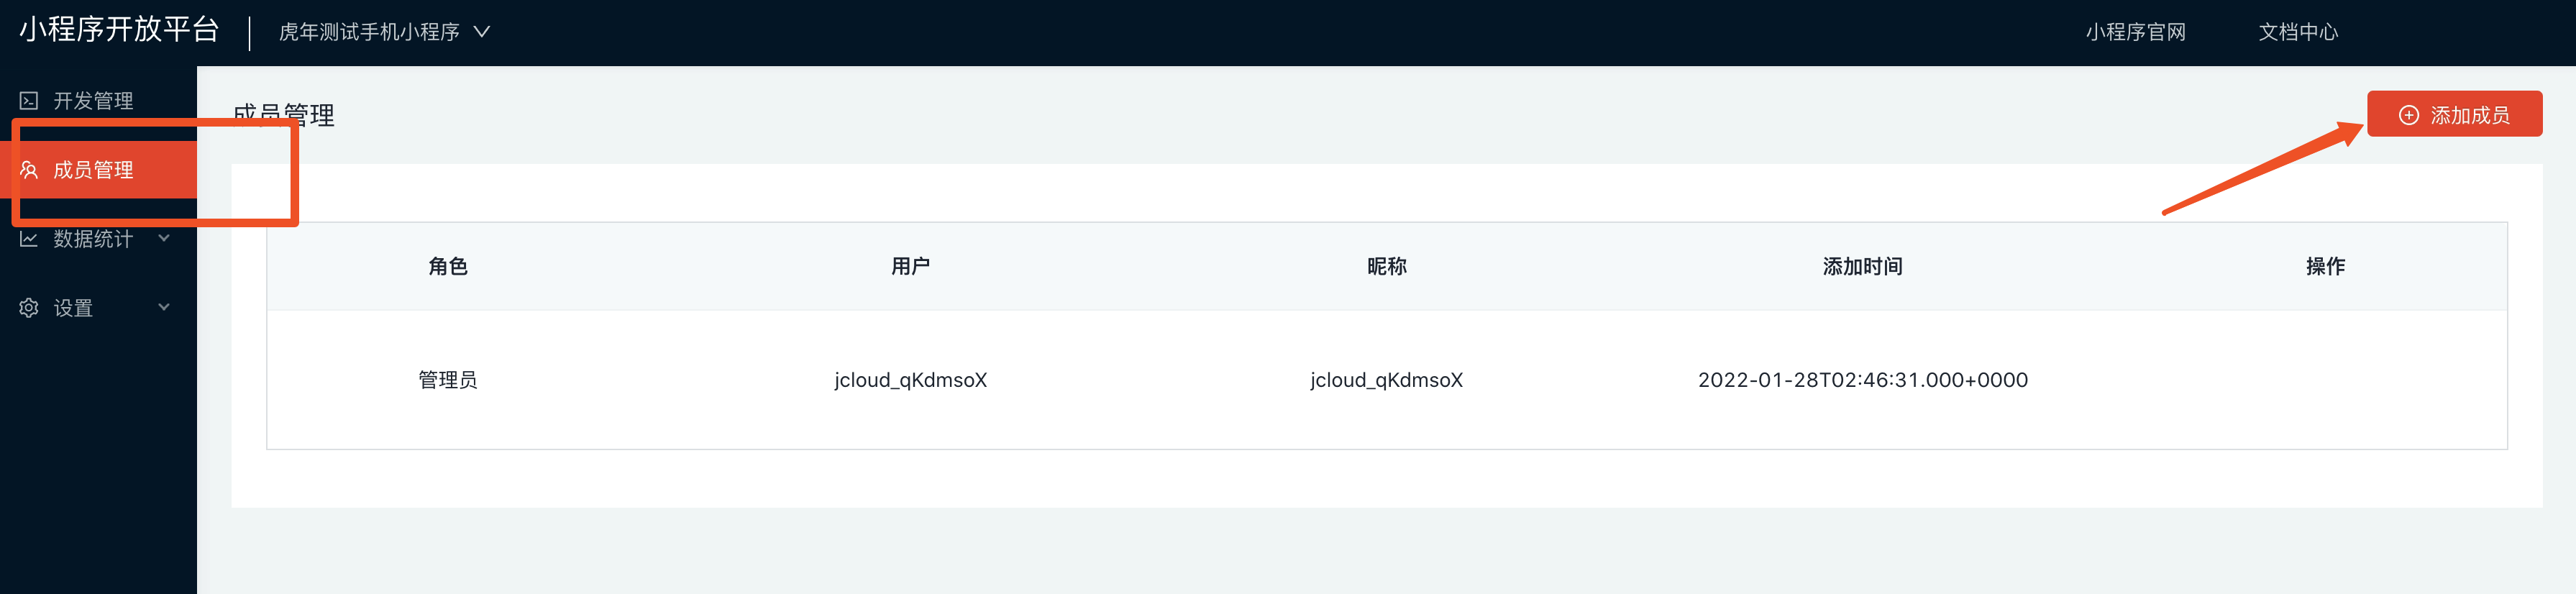 小程序开放平台
虎年测试手机小程序
小程序官网
文档中心
开发管理
成员管理
数据统计
设置
成员管理
添加成员
角色 用户 昵称 添加时间 操作
管理员 jcloud_qKdmsoX jcloud_qKdmsoX 2022-01-28T02:46:31.000+0000